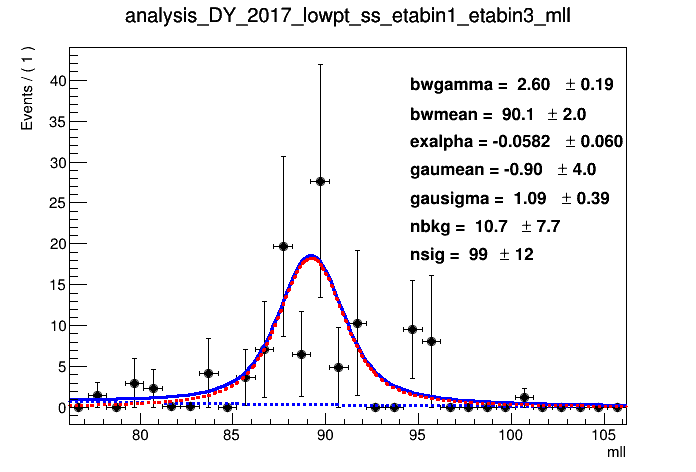 analysis_DY_2017_lowpt_ss_etabin1_etabin3_mll
Events / ( 1 )
40
35
30
25
20
15
10
5
0
bwgamma = 2.60 ± 0.19
bwmean = 90.1 ± 2.0
exalpha = -0.0582 ± 0.060
gaumean = -0.90 ± 4.0
gausigma = 1.09 ± 0.39
nbkg = 10.7 ± 7.7
nsig = 99 ± 12
80 85 90 95 100 105
mll